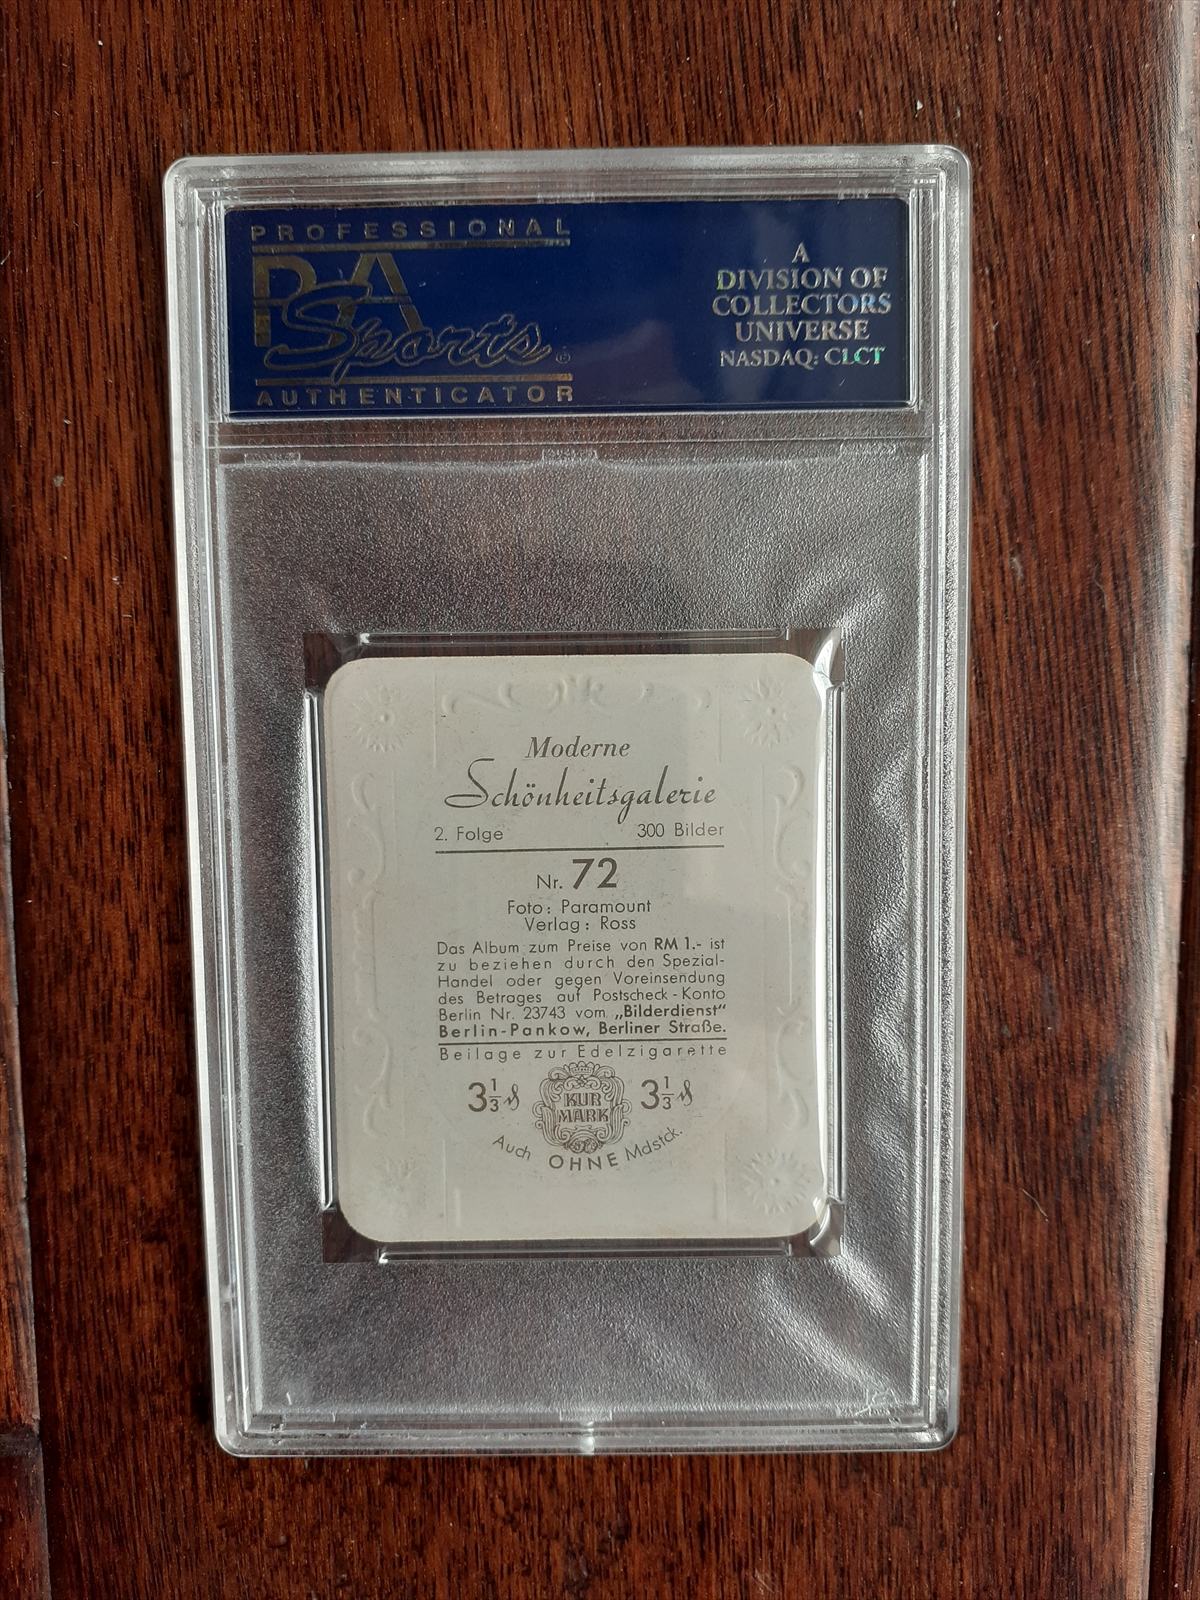 PROFESSIONAL
PSA
Sports
AUTHENTICATOR
A
DIVISION OF
COLLECTORS
UNIVERSE
NASDAQ: CLCT
Moderne
Schönheitsgalerie
2. Folge 300 Bilder
Nr. 72
Foto: Paramount
Verlag: Ross
Das Album zum Preise von RM 1.- ist
zu beziehen durch den Spezial-
Handel oder gegen Voreinsendung
des Betrages auf Postscheck-Konto
Berlin Nr. 23743 vom „Bilderdienst“
Berlin-Pankow, Berliner Straße.
Beilage zur Edelzigarette
3⅓ ₰ KUR MARK 3⅓ ₰
Auch OHNE Mdstck.